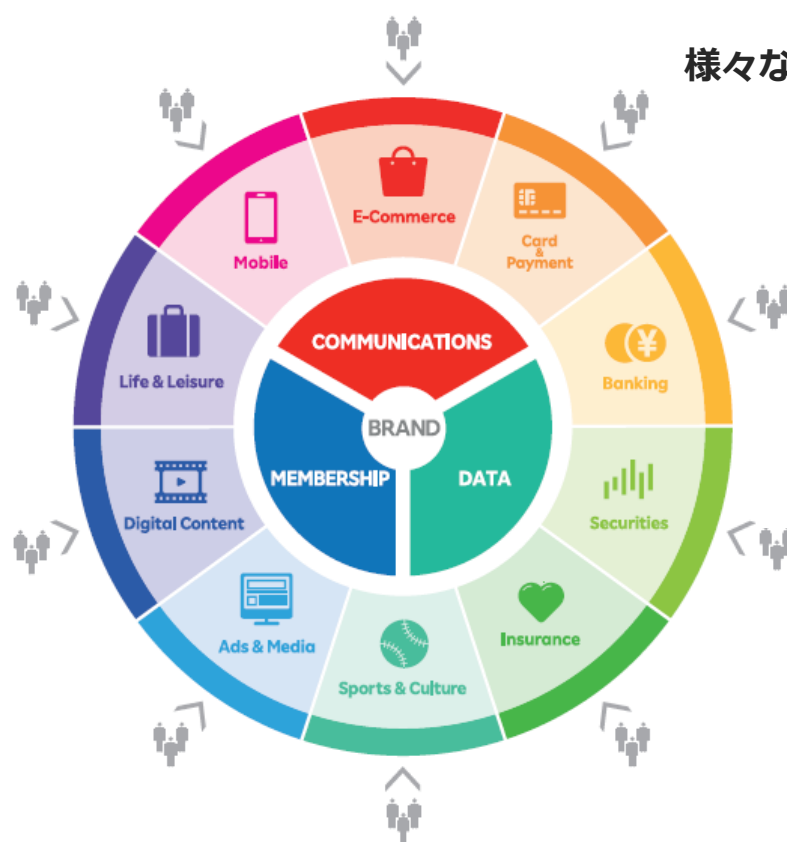 様々な
E-Commerce
Card
&
Payment
Mobile
Life & Leisure
Banking
COMMUNICATIONS
BRAND
MEMBERSHIP
DATA
Digital Content
Securities
Ads & Media
Insurance
Sports & Culture
¥